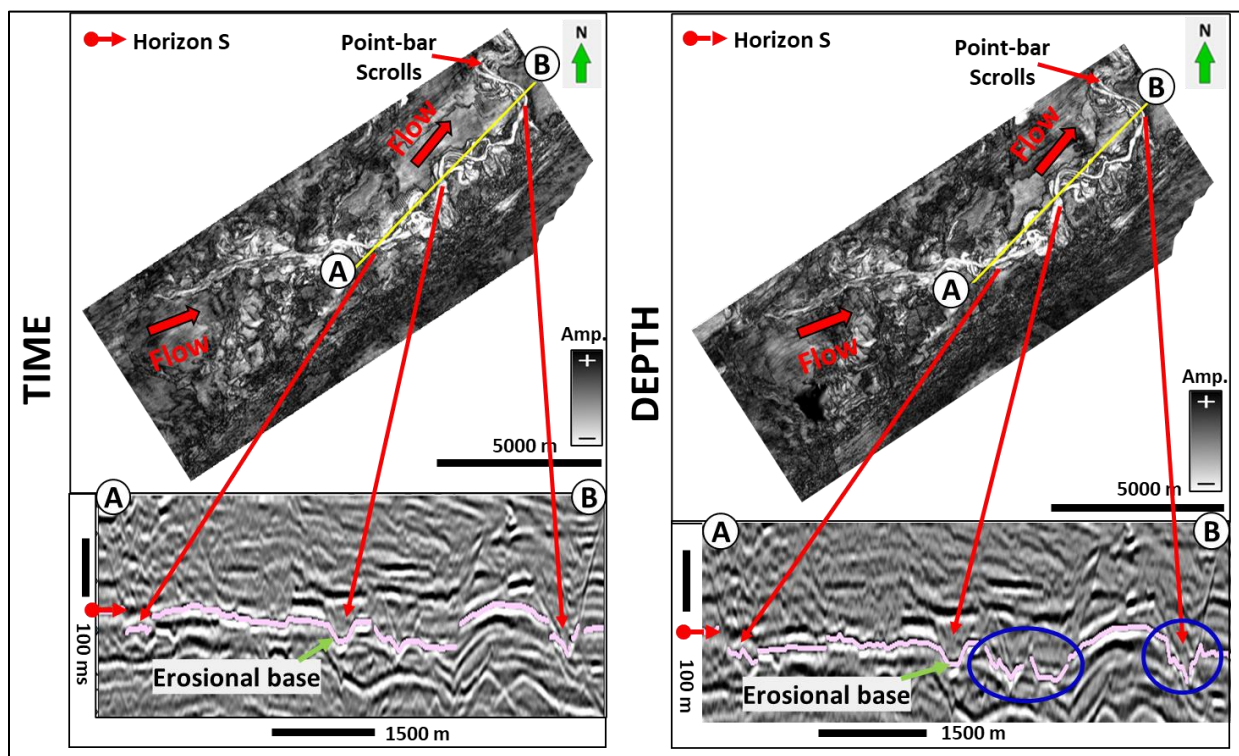 TIME
Horizon S
Point-bar
Scrolls
B
N
Flow
A
Flow
Amp.
+
−
5000 m
A
B
100 ms
Erosional base
1500 m
DEPTH
Horizon S
Point-bar
Scrolls
N
B
Flow
A
Flow
Amp.
+
−
5000 m
A
B
100 m
Erosional base
1500 m